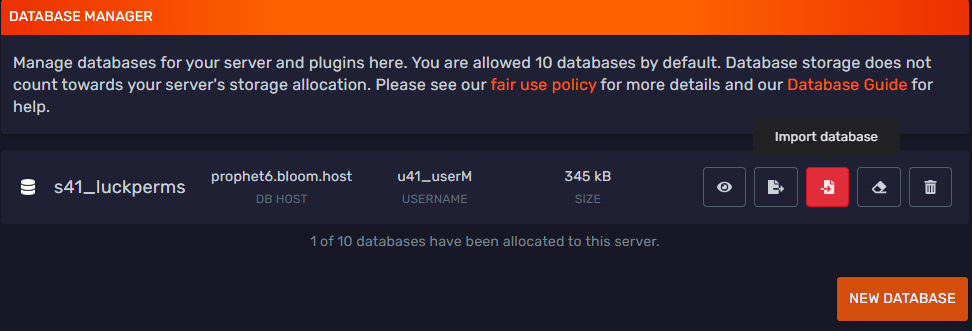 DATABASE MANAGER
Manage databases for your server and plugins here. You are allowed 10 databases by default. Database storage does not
count towards your server's storage allocation. Please see our fair use policy for more details and our Database Guide for
help.
Import database
s41_luckperms
prophet6.bloom.host
DB HOST
u41_userM
USERNAME
345 kB
SIZE
1 of 10 databases have been allocated to this server.
NEW DATABASE